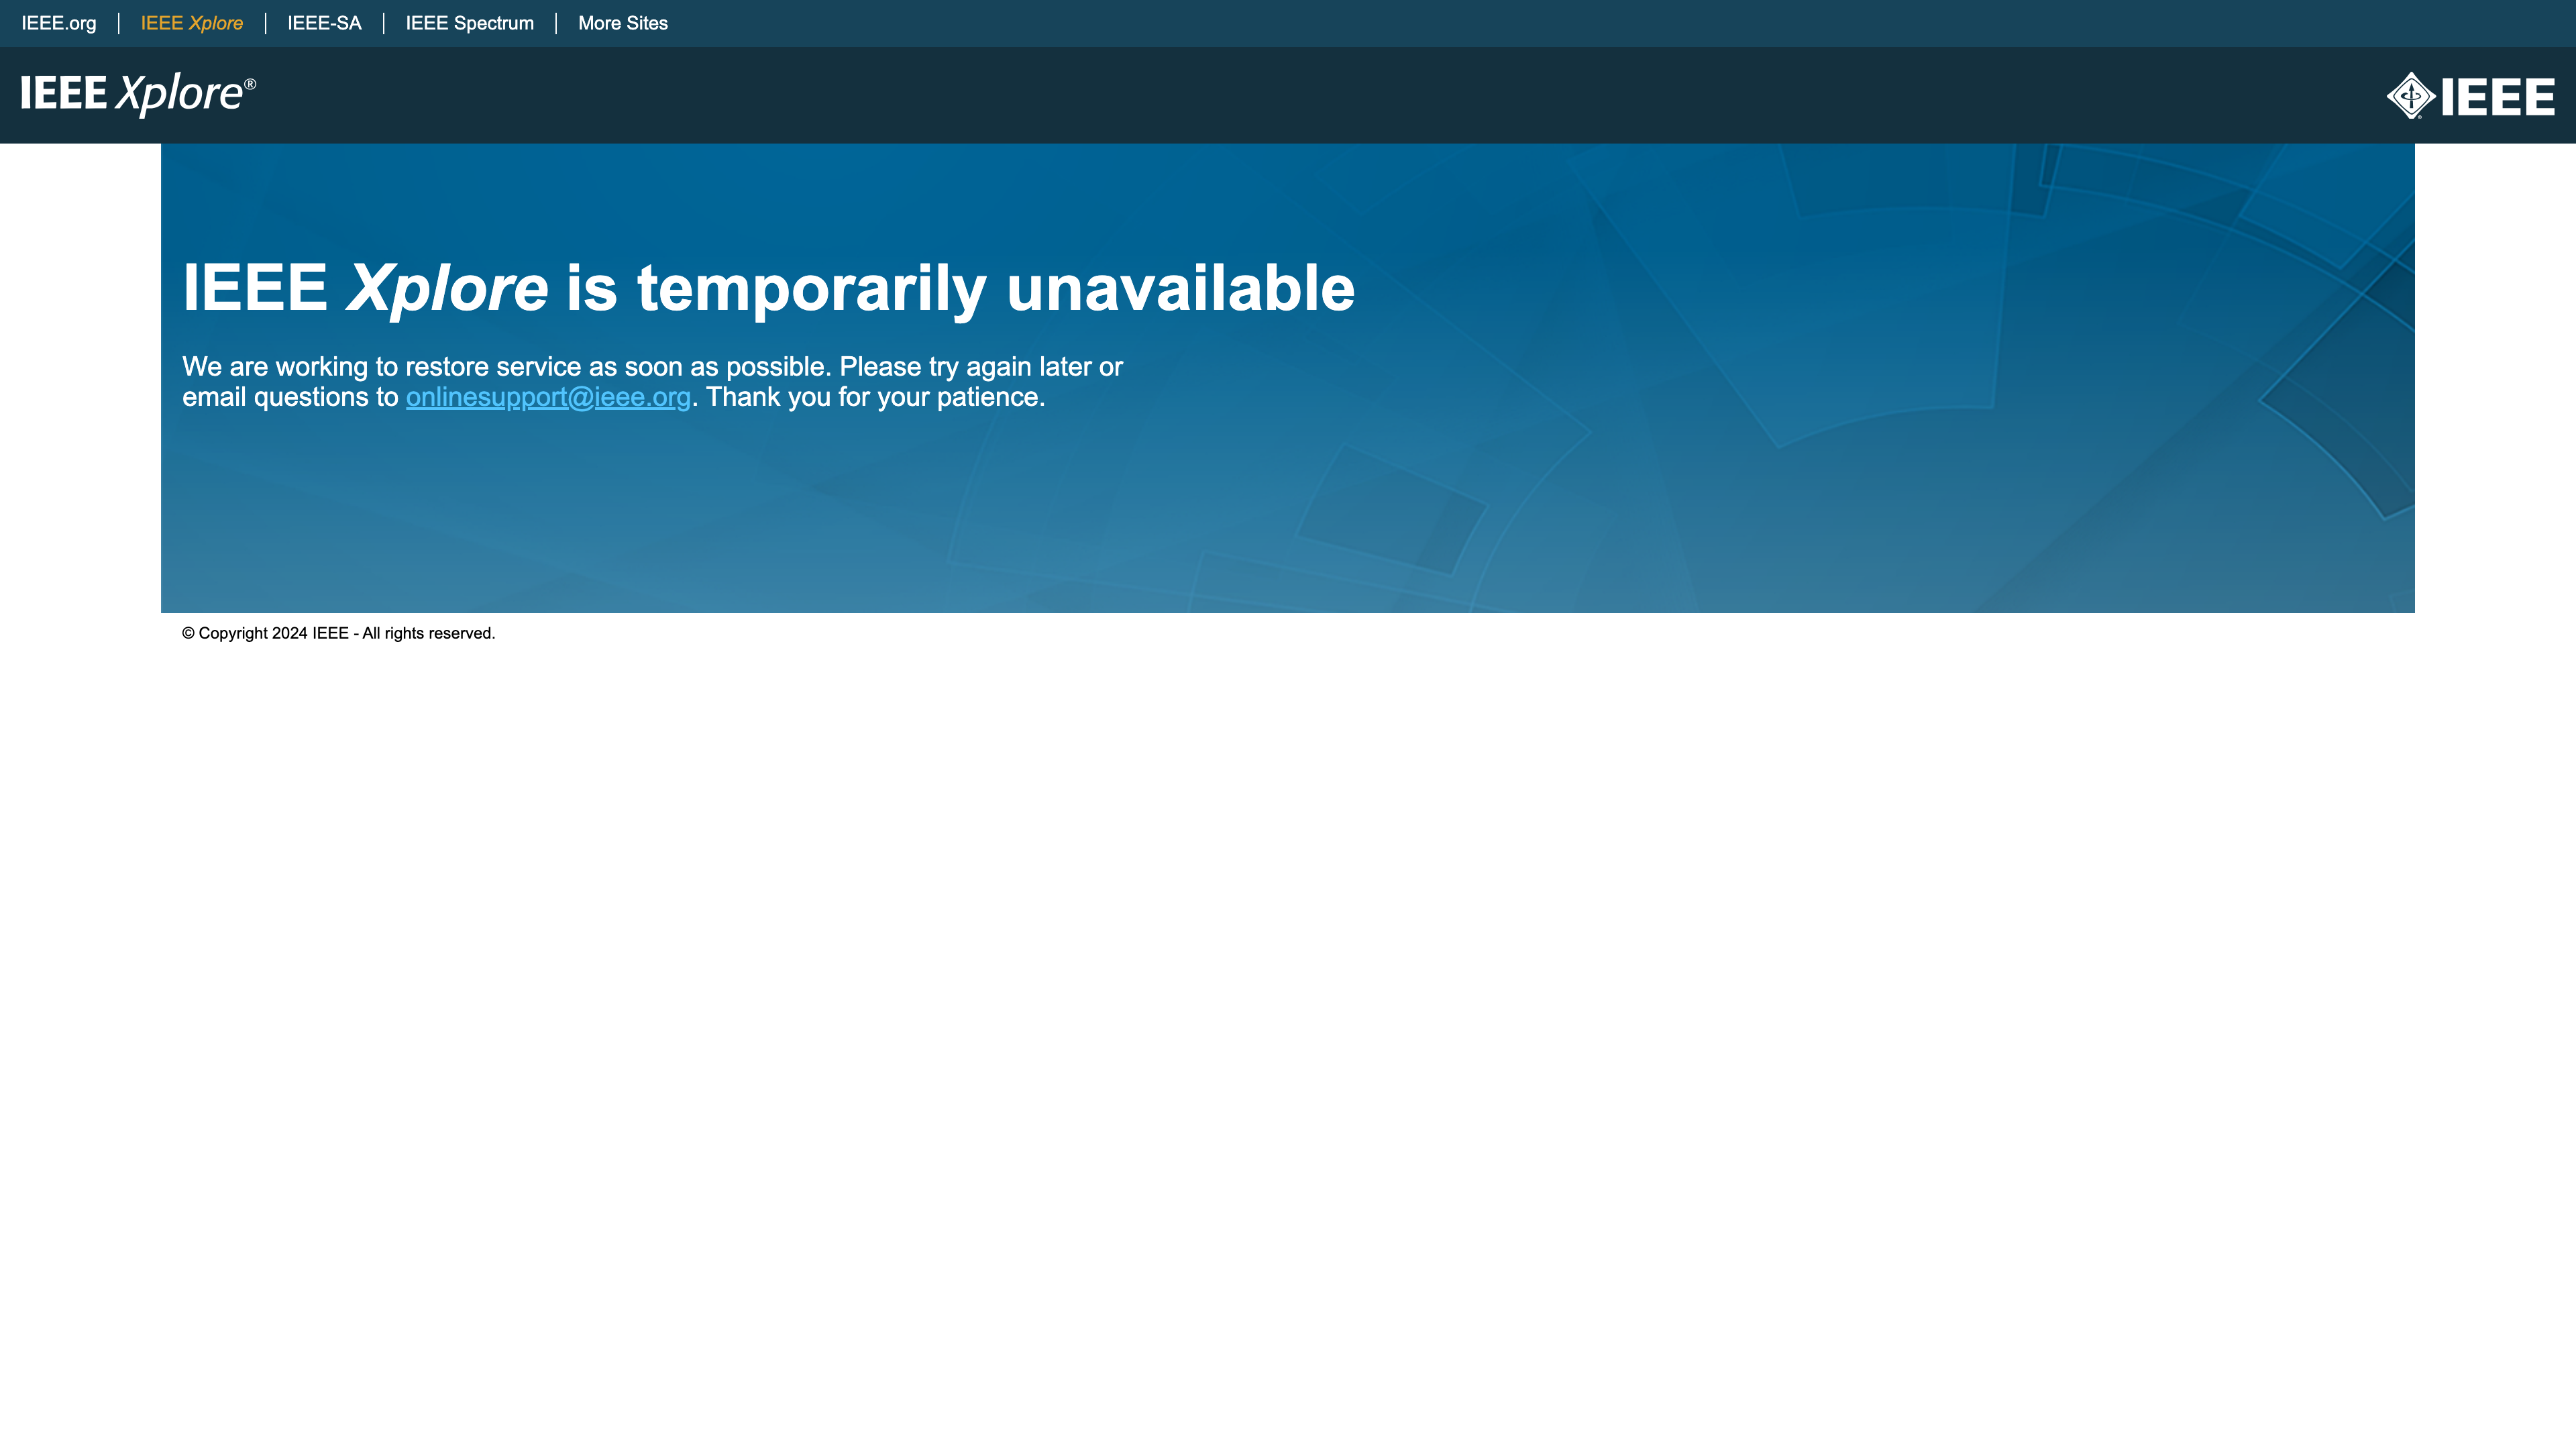 IEEE.org IEEE Xplore IEEE-SA IEEE Spectrum More Sites
IEEE Xplore® IEEE
IEEE Xplore is temporarily unavailable
We are working to restore service as soon as possible. Please try again later or
email questions to onlinesupport@ieee.org. Thank you for your patience.
© Copyright 2024 IEEE - All rights reserved.